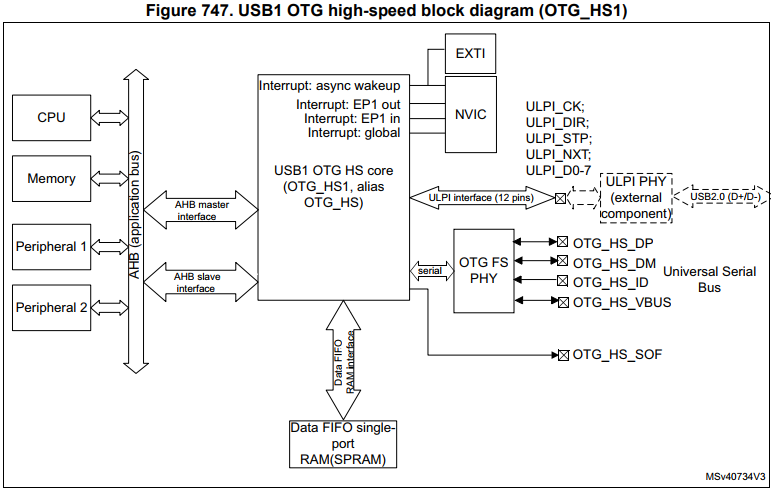 Figure 747. USB1 OTG high-speed block diagram (OTG_HS1)
EXTI
Interrupt: async wakeup
NVIC
Interrupt: EP1 out
Interrupt: EP1 in
Interrupt: global
CPU
Memory
Peripheral 1
Peripheral 2
AHB (application bus)
AHB master
interface
AHB slave
interface
USB1 OTG HS core
(OTG_HS1, alias
OTG_HS)
ULPI_CK;
ULPI_DIR;
ULPI_STP;
ULPI_NXT;
ULPI_D0-7
ULPI interface (12 pins)
ULPI PHY
(external
component)
USB2.0 (D+/D-)
serial
OTG FS
PHY
OTG_HS_DP
OTG_HS_DM
OTG_HS_ID
OTG_HS_VBUS
Universal Serial
Bus
OTG_HS_SOF
Data FIFO
RAM interface
Data FIFO single-
port
RAM(SPRAM)
MSv40734V3